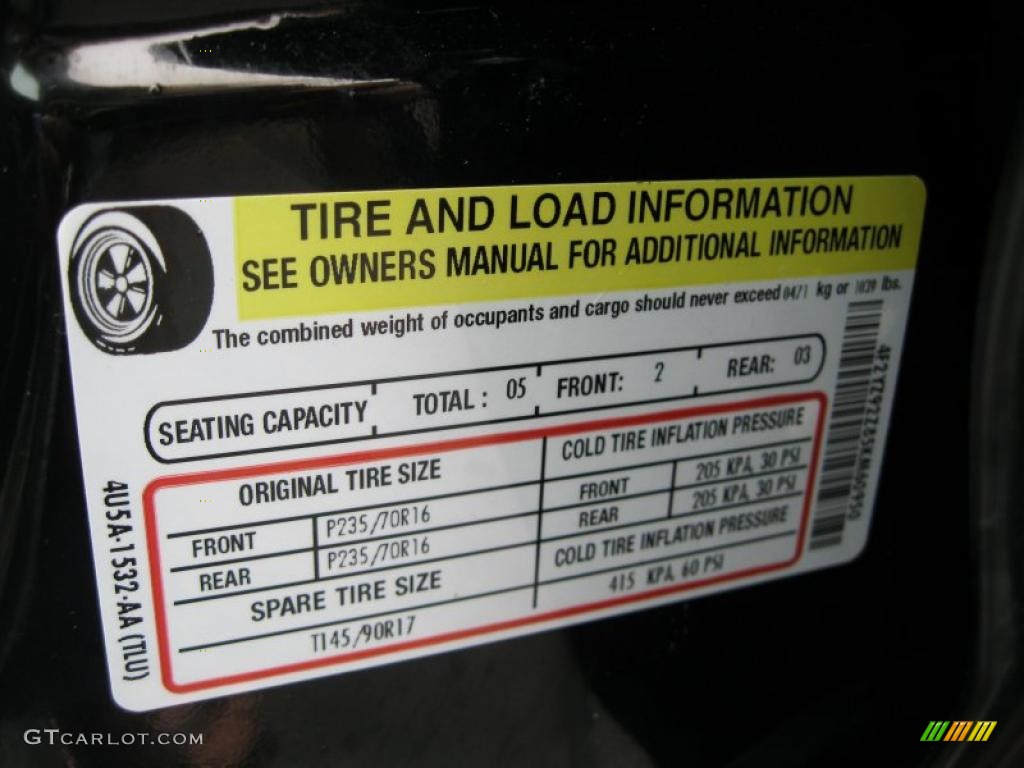 TIRE AND LOAD INFORMATION
SEE OWNERS MANUAL FOR ADDITIONAL INFORMATION
The combined weight of occupants and cargo should never exceed kg or lbs.
SEATING CAPACITY TOTAL : 05 FRONT: 2 REAR: 03
ORIGINAL TIRE SIZE COLD TIRE INFLATION PRESSURE
FRONT P235/70R16 FRONT 205 KPA, 30 PSI
REAR P235/70R16 REAR 205 KPA, 30 PSI
SPARE TIRE SIZE COLD TIRE INFLATION PRESSURE
T145/90R17 415 KPA, 60 PSI
4U5A-1532-AA (TLU)
GTCARLOT.COM